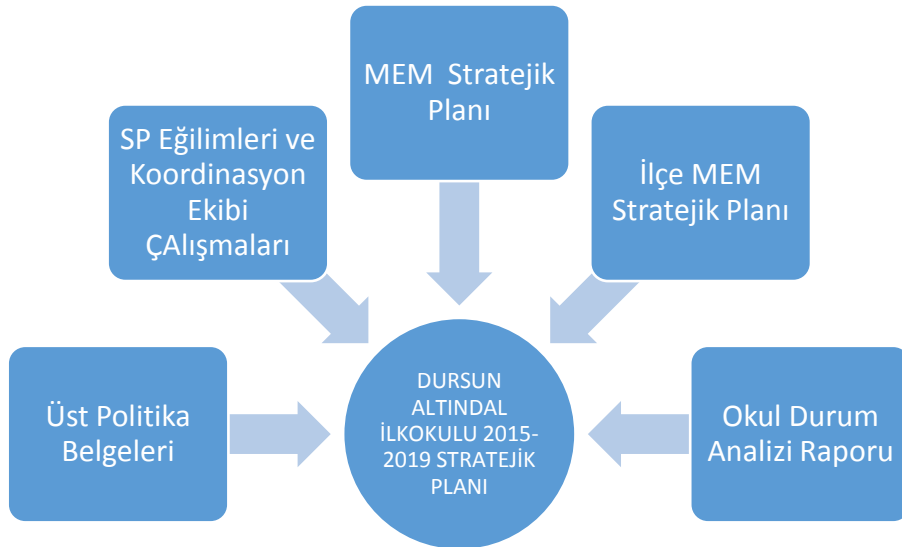 MEM Stratejik
Planı
SP Eğilimleri ve
Koordinasyon
Ekibi
ÇAlışmaları
İlçe MEM
Stratejik Planı
Üst Politika
Belgeleri
DURSUN
ALTINDAL
İLKOKULU 2015-
2019 STRATEJİK
PLANI
Okul Durum
Analizi Raporu